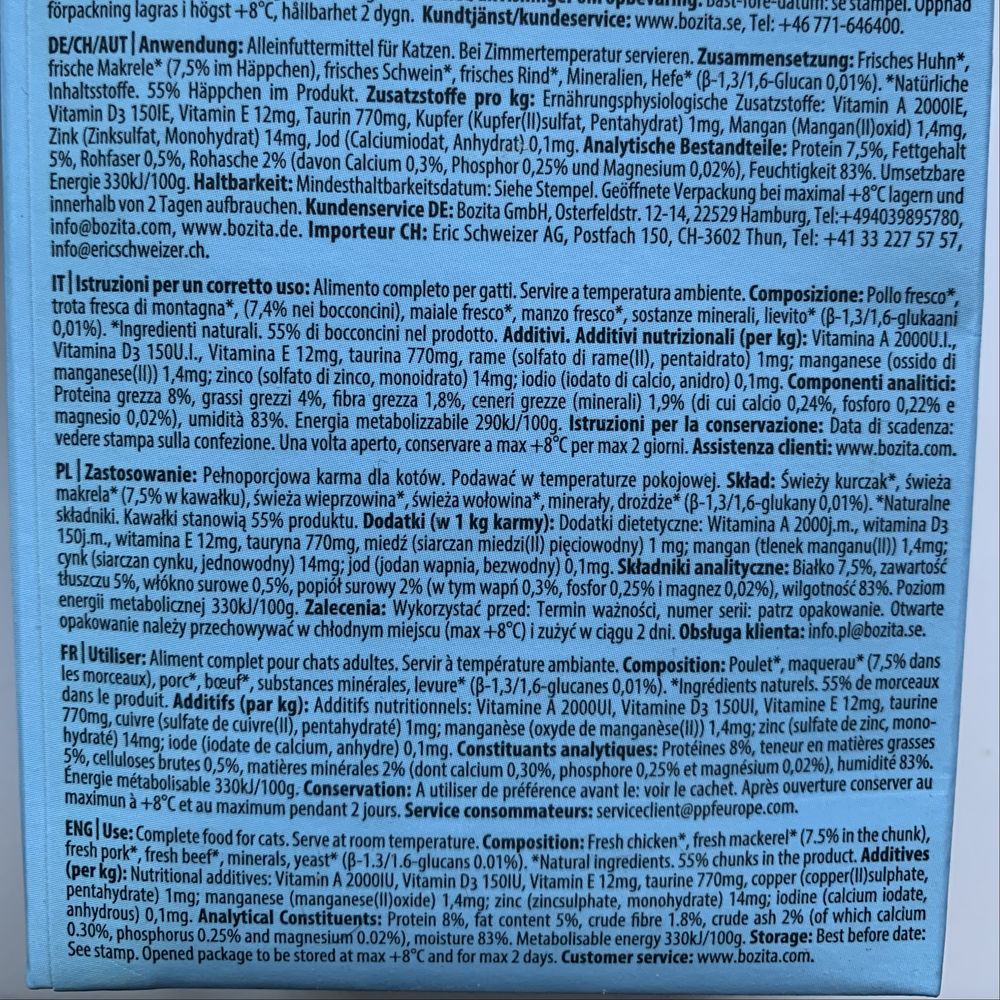 förpackning lagras i högst +8°C, hållbarhet 2 dygn. Kundtjänst/kundeservice: www.bozita.se, Tel: +46 771-646400.
DE/CH/AUT | Anwendung: Alleinfuttermittel für Katzen. Bei Zimmertemperatur servieren. Zusammensetzung: Frisches Huhn*,
frische Makrele* (7,5% im Häppchen), frisches Schwein*, frisches Rind*, Mineralien, Hefe* (β-1,3/1,6-Glucan 0,01%). *Natürliche
Inhaltsstoffe. 55% Häppchen im Produkt. Zusatzstoffe pro kg: Ernährungsphysiologische Zusatzstoffe: Vitamin A 2000IE,
Vitamin D3 150IE, Vitamin E 12mg, Taurin 770mg, Kupfer (Kupfer(II)sulfat, Pentahydrat) 1mg, Mangan (Mangan(II)oxid) 1,4mg,
Zink (Zinksulfat, Monohydrat) 14mg, Jod (Calciumiodat, Anhydrat) 0,1mg. Analytische Bestandteile: Protein 7,5%, Fettgehalt
5%, Rohfaser 0,5%, Rohasche 2% (davon Calcium 0,3%, Phosphor 0,25% und Magnesium 0,02%), Feuchtigkeit 83%. Umsetzbare
Energie 330kJ/100g. Haltbarkeit: Mindesthaltbarkeitsdatum: Siehe Stempel. Geöffnete Verpackung bei maximal +8°C lagern und
innerhalb von 2 Tagen aufbrauchen. Kundenservice DE: Bozita GmbH, Osterfeldstr. 12-14, 22529 Hamburg, Tel:+494039895780,
info@bozita.com, www.bozita.de. Importeur CH: Eric Schweizer AG, Postfach 150, CH-3602 Thun, Tel: +41 33 227 57 57,
info@ericschweizer.ch.
IT | Istruzioni per un corretto uso: Alimento completo per gatti. Servire a temperatura ambiente. Composizione: Pollo fresco*,
trota fresca di montagna*, (7,4% nei bocconcini), maiale fresco*, manzo fresco*, sostanze minerali, lievito* (β-1,3/1,6-glukaani
0,01%). *Ingredienti naturali. 55% di bocconcini nel prodotto. Additivi. Additivi nutrizionali (per kg): Vitamina A 2000U.I.,
Vitamina D3 150U.I., Vitamina E 12mg, taurina 770mg, rame (solfato di rame(II), pentaidrato) 1mg; manganese (ossido di
manganese(II)) 1,4mg; zinco (solfato di zinco, monoidrato) 14mg; iodio (iodato di calcio, anidro) 0,1mg. Componenti analitici:
Proteina grezza 8%, grassi grezzi 4%, fibra grezza 1,8%, ceneri grezze (minerali) 1,9% (di cui calcio 0,24%, fosforo 0,22% e
magnesio 0,02%), umidità 83%. Energia metabolizzabile 290kJ/100g. Istruzioni per la conservazione: Data di scadenza:
vedere stampa sulla confezione. Una volta aperto, conservare a max +8°C per max 2 giorni. Assistenza clienti: www.bozita.com.
PL | Zastosowanie: Pełnoporcjowa karma dla kotów. Podawać w temperaturze pokojowej. Skład: Świeży kurczak*, świeża
makrela* (7,5% w kawałku), świeża wieprzowina*, świeża wołowina*, minerały, drożdże* (β-1,3/1,6-glukany 0,01%). *Naturalne
składniki. Kawałki stanowią 55% produktu. Dodatki (w 1 kg karmy): Dodatki dietetyczne: Witamina A 2000j.m., witamina D3
150j.m., witamina E 12mg, tauryna 770mg, miedź (siarczan miedzi(II) pięciowodny) 1 mg; mangan (tlenek manganu(II)) 1,4mg;
cynk (siarczan cynku, jednowodny) 14mg; jod (jodan wapnia, bezwodny) 0,1mg. Składniki analityczne: Białko 7,5%, zawartość
tłuszczu 5%, włókno surowe 0,5%, popiół surowy 2% (w tym wapń 0,3%, fosfor 0,25% i magnez 0,02%), wilgotność 83%. Poziom
energii metabolicznej 330kJ/100g. Zalecenia: Wykorzystać przed: Termin ważności, numer serii: patrz opakowanie. Otwarte
opakowanie należy przechowywać w chłodnym miejscu (max +8°C) i zużyć w ciągu 2 dni. Obsługa klienta: info.pl@bozita.se.
FR | Utiliser: Aliment complet pour chats adultes. Servir à température ambiante. Composition: Poulet*, maquerau* (7,5% dans
les morceaux), porc*, bœuf*, substances minérales, levure* (β-1,3/1,6-glucanes 0,01%). *Ingrédients naturels. 55% de morceaux
dans le produit. Additifs (par kg): Additifs nutritionnels: Vitamine A 2000UI, Vitamine D3 150UI, Vitamine E 12mg, taurine
770mg, cuivre (sulfate de cuivre(II), pentahydraté) 1mg; manganèse (oxyde de manganèse(II)) 1,4mg; zinc (sulfate de zinc, mono-
hydraté) 14mg; iode (iodate de calcium, anhydre) 0,1mg. Constituants analytiques: Protéines 8%, teneur en matières grasses
5%, celluloses brutes 0,5%, matières minérales 2% (dont calcium 0,30%, phosphore 0,25% et magnésium 0,02%), humidité 83%.
Énergie métabolisable 330kJ/100g. Conservation: A utiliser de préférence avant le: voir le cachet. Après ouverture conserver au
maximun à +8°C et au maximum pendant 2 jours. Service consommateurs: serviceclient@ppfeurope.com.
ENG | Use: Complete food for cats. Serve at room temperature. Composition: Fresh chicken*, fresh mackerel* (7.5% in the chunk),
fresh pork*, fresh beef*, minerals, yeast* (β-1.3/1.6-glucans 0.01%). *Natural ingredients. 55% chunks in the product. Additives
(per kg): Nutritional additives: Vitamin A 2000IU, Vitamin D3 150IU, Vitamin E 12mg, taurine 770mg, copper (copper(II)sulphate,
pentahydrate) 1mg; manganese (manganese(II)oxide) 1,4mg; zinc (zincsulphate, monohydrate) 14mg; iodine (calcium iodate,
anhydrous) 0,1mg. Analytical Constituents: Protein 8%, fat content 5%, crude fibre 1.8%, crude ash 2% (of which calcium
0.30%, phosphorus 0.25% and magnesium 0.02%), moisture 83%. Metabolisable energy 330kJ/100g. Storage: Best before date:
See stamp. Opened package to be stored at max +8°C and for max 2 days. Customer service: www.bozita.com.